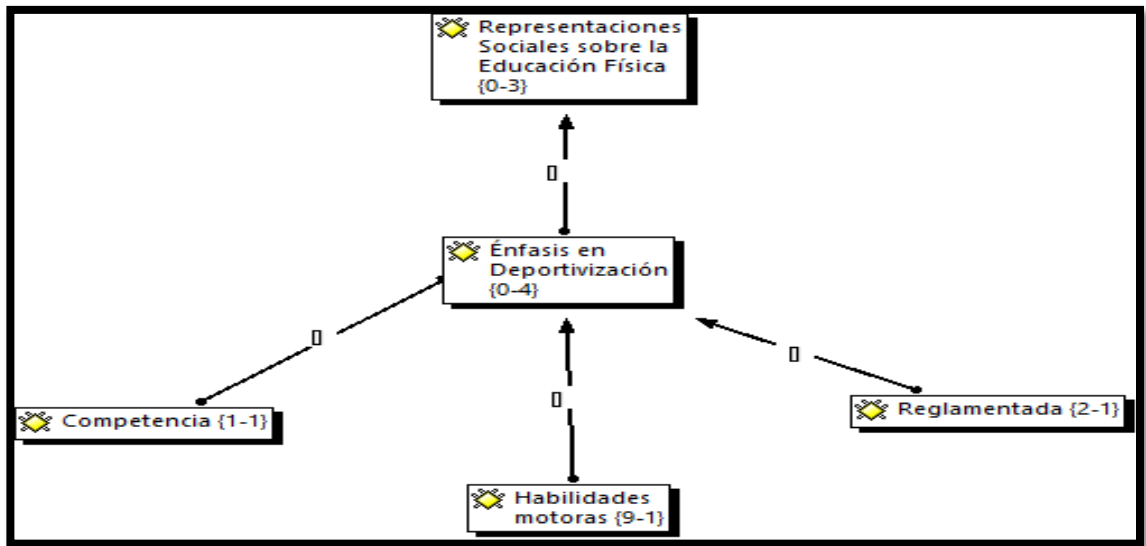 Representaciones
Sociales sobre la
Educación Física
{0-3}
Énfasis en
Deportivización
{0-4}
Competencia {1-1}
Reglamentada {2-1}
Habilidades
motoras {9-1}